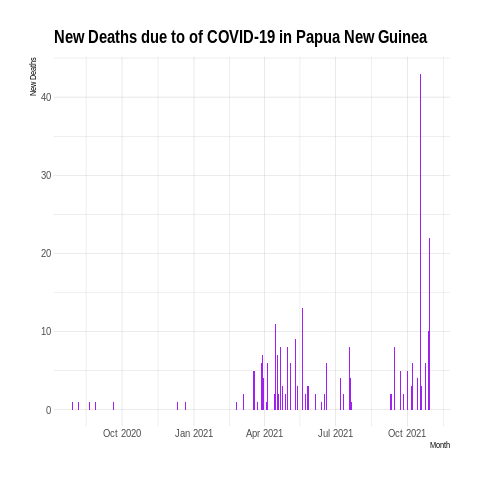 New Deaths due to of COVID-19 in Papua New Guinea
New Deaths
40
30
20
10
0
Oct 2020 Jan 2021 Apr 2021 Jul 2021 Oct 2021
Month